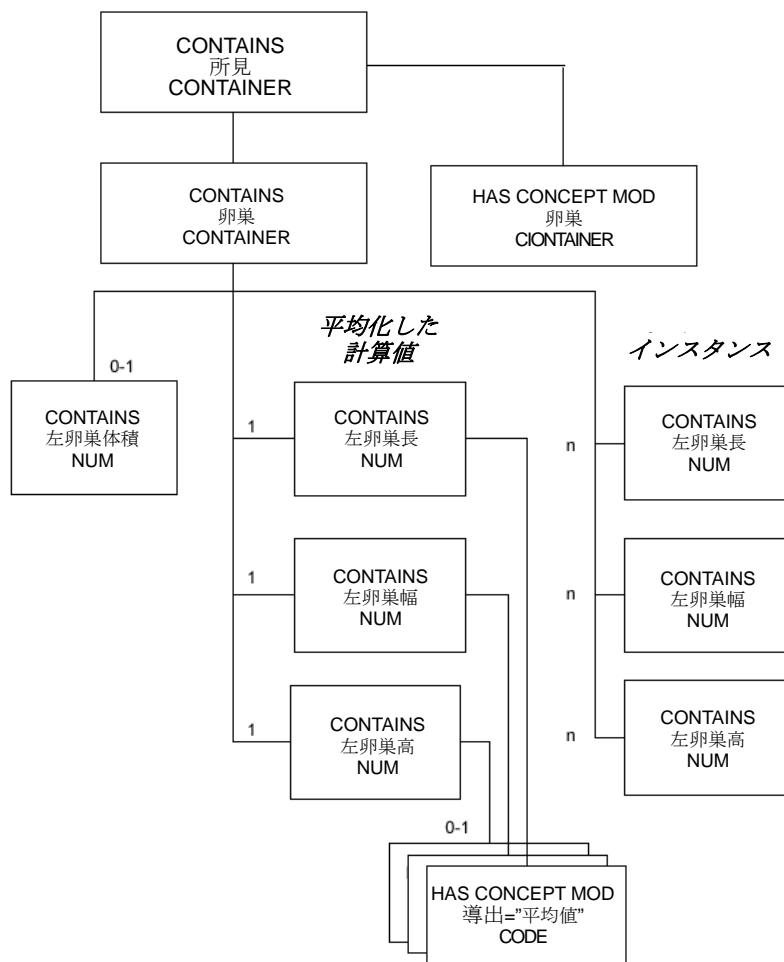 CONTAINS
所見
CONTAINER
CONTAINS
卵巣
CONTAINER
HAS CONCEPT MOD
卵巣
CIONTAINER
平均化した
計算値
インスタンス
0-1
CONTAINS
左卵巣体積
NUM
1
CONTAINS
左卵巣長
NUM
n
CONTAINS
左卵巣長
NUM
1
CONTAINS
左卵巣幅
NUM
n
CONTAINS
左卵巣幅
NUM
1
CONTAINS
左卵巣高
NUM
n
CONTAINS
左卵巣高
NUM
0-1
HAS CONCEPT MOD
導出=”平均値”
CODE